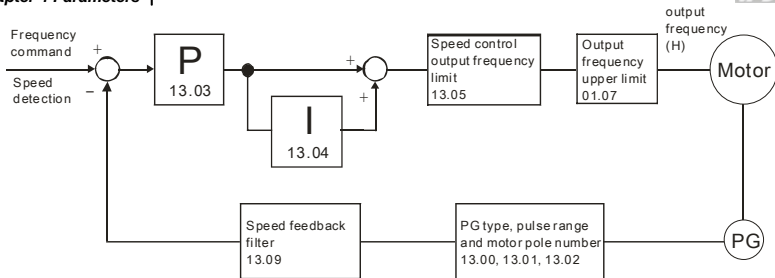 Parameters |
Frequency
command
+
Speed
detection
−
P
13.03
+
+
I
13.04
Speed control
output frequency
limit
13.05
Output
frequency
upper limit
01.07
output
frequency
(H)
Motor
Speed feedback
filter
13.09
PG type, pulse range
and motor pole number
13.00, 13.01, 13.02
PG